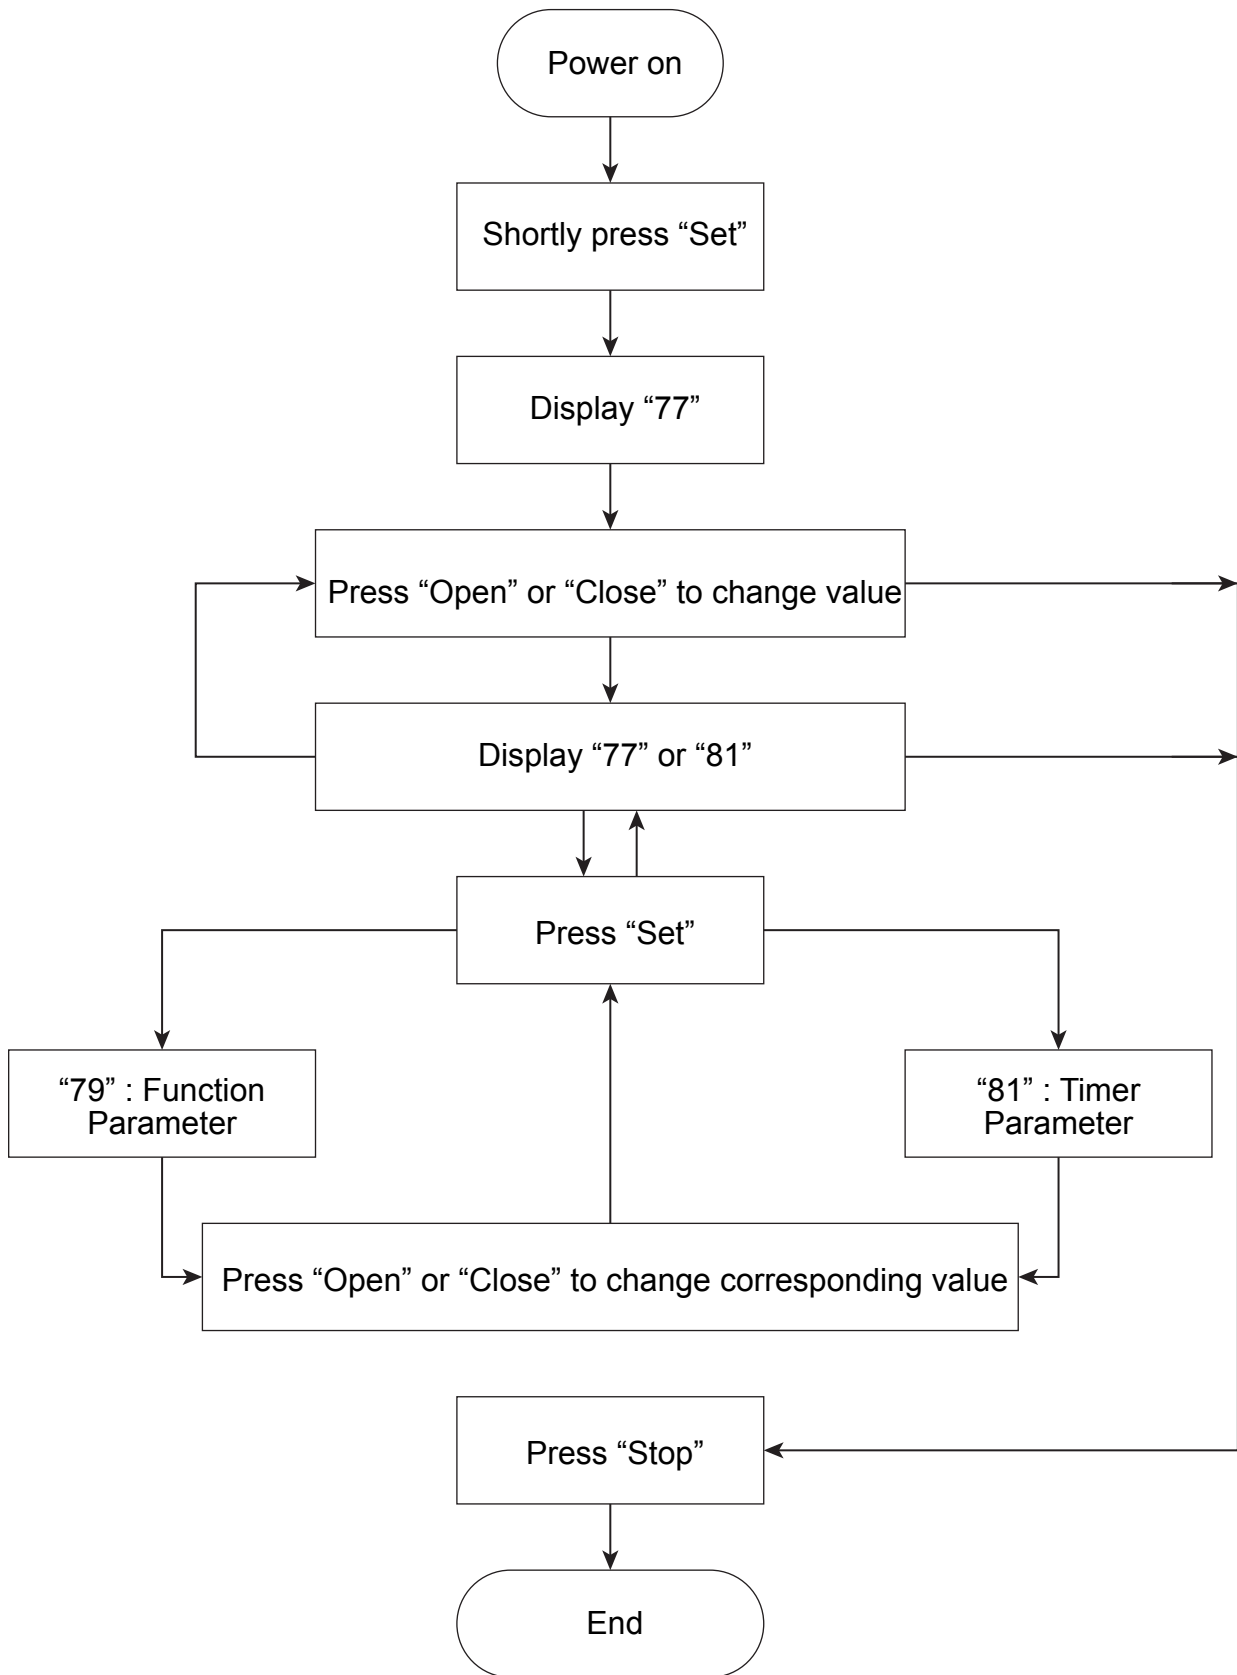 Power on
Shortly press “Set”
Display “77”
Press “Open” or “Close” to change value
Display “77” or “81”
Press “Set”
“79” : Function
Parameter
“81” : Timer
Parameter
Press “Open” or “Close” to change corresponding value
Press “Stop”
End